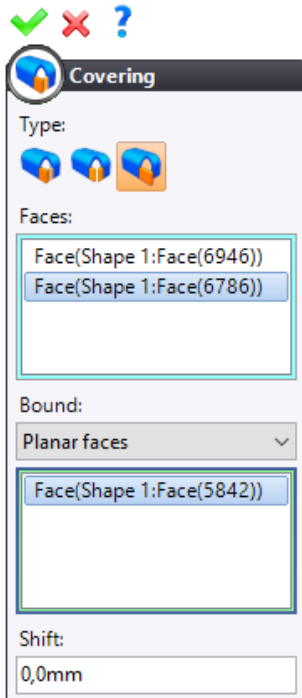 ?
Covering
Type:
Faces:
Face(Shape 1:Face(6946))
Face(Shape 1:Face(6786))
Bound:
Planar faces
Face(Shape 1:Face(5842))
Shift:
0,0mm